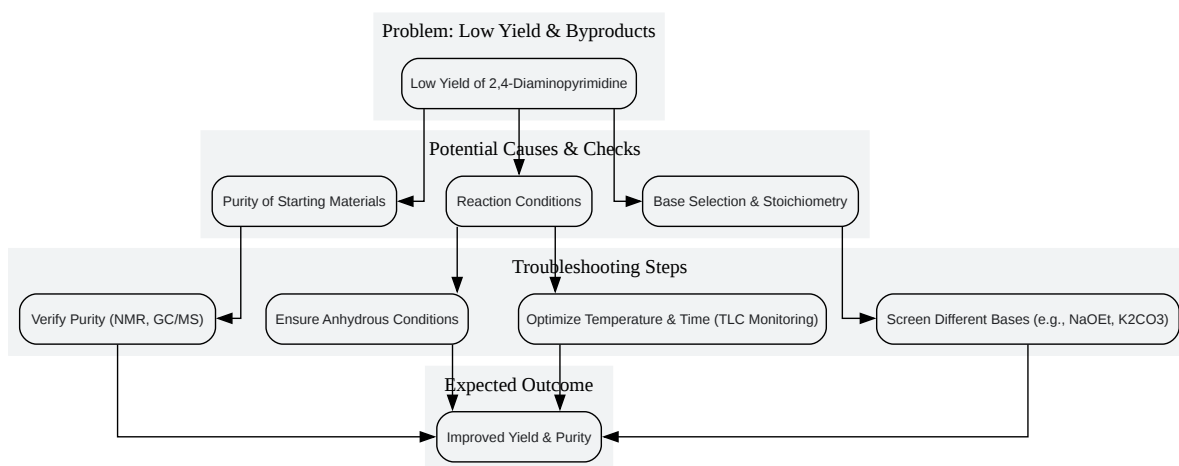 Problem: Low Yield & Byproducts
Low Yield of 2,4-Diaminopyrimidine
Potential Causes & Checks
Purity of Starting Materials
Reaction Conditions
Base Selection & Stoichiometry
Troubleshooting Steps
Verify Purity (NMR, GC/MS)
Ensure Anhydrous Conditions
Optimize Temperature & Time (TLC Monitoring)
Screen Different Bases (e.g., NaOEt, K2CO3)
Expected Outcome
Improved Yield & Purity